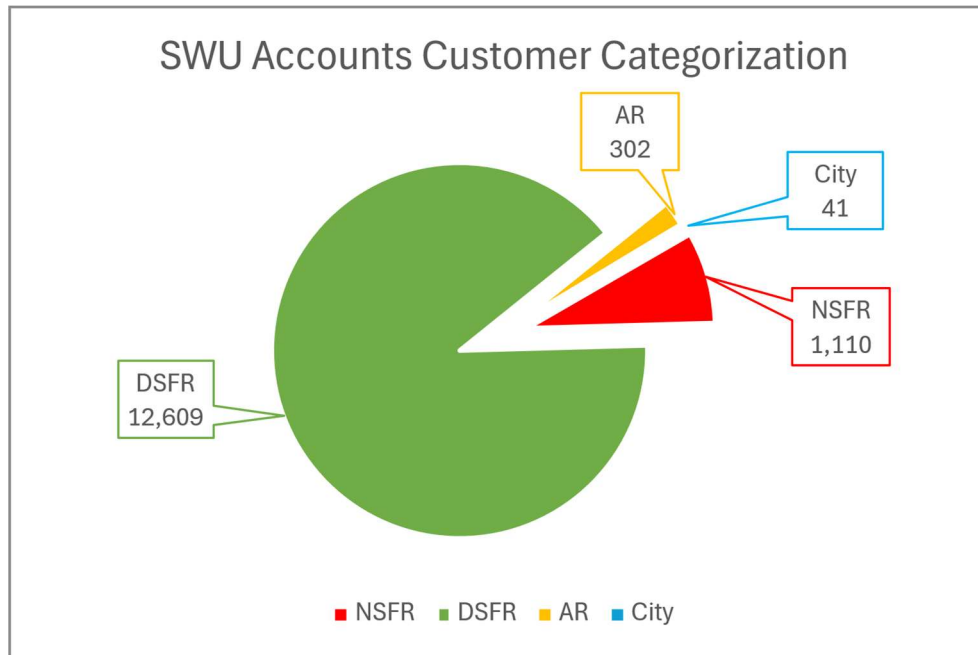 SWU Accounts Customer Categorization
AR
302
City
41
NSFR
1,110
DSFR
12,609
NSFR DSFR AR City